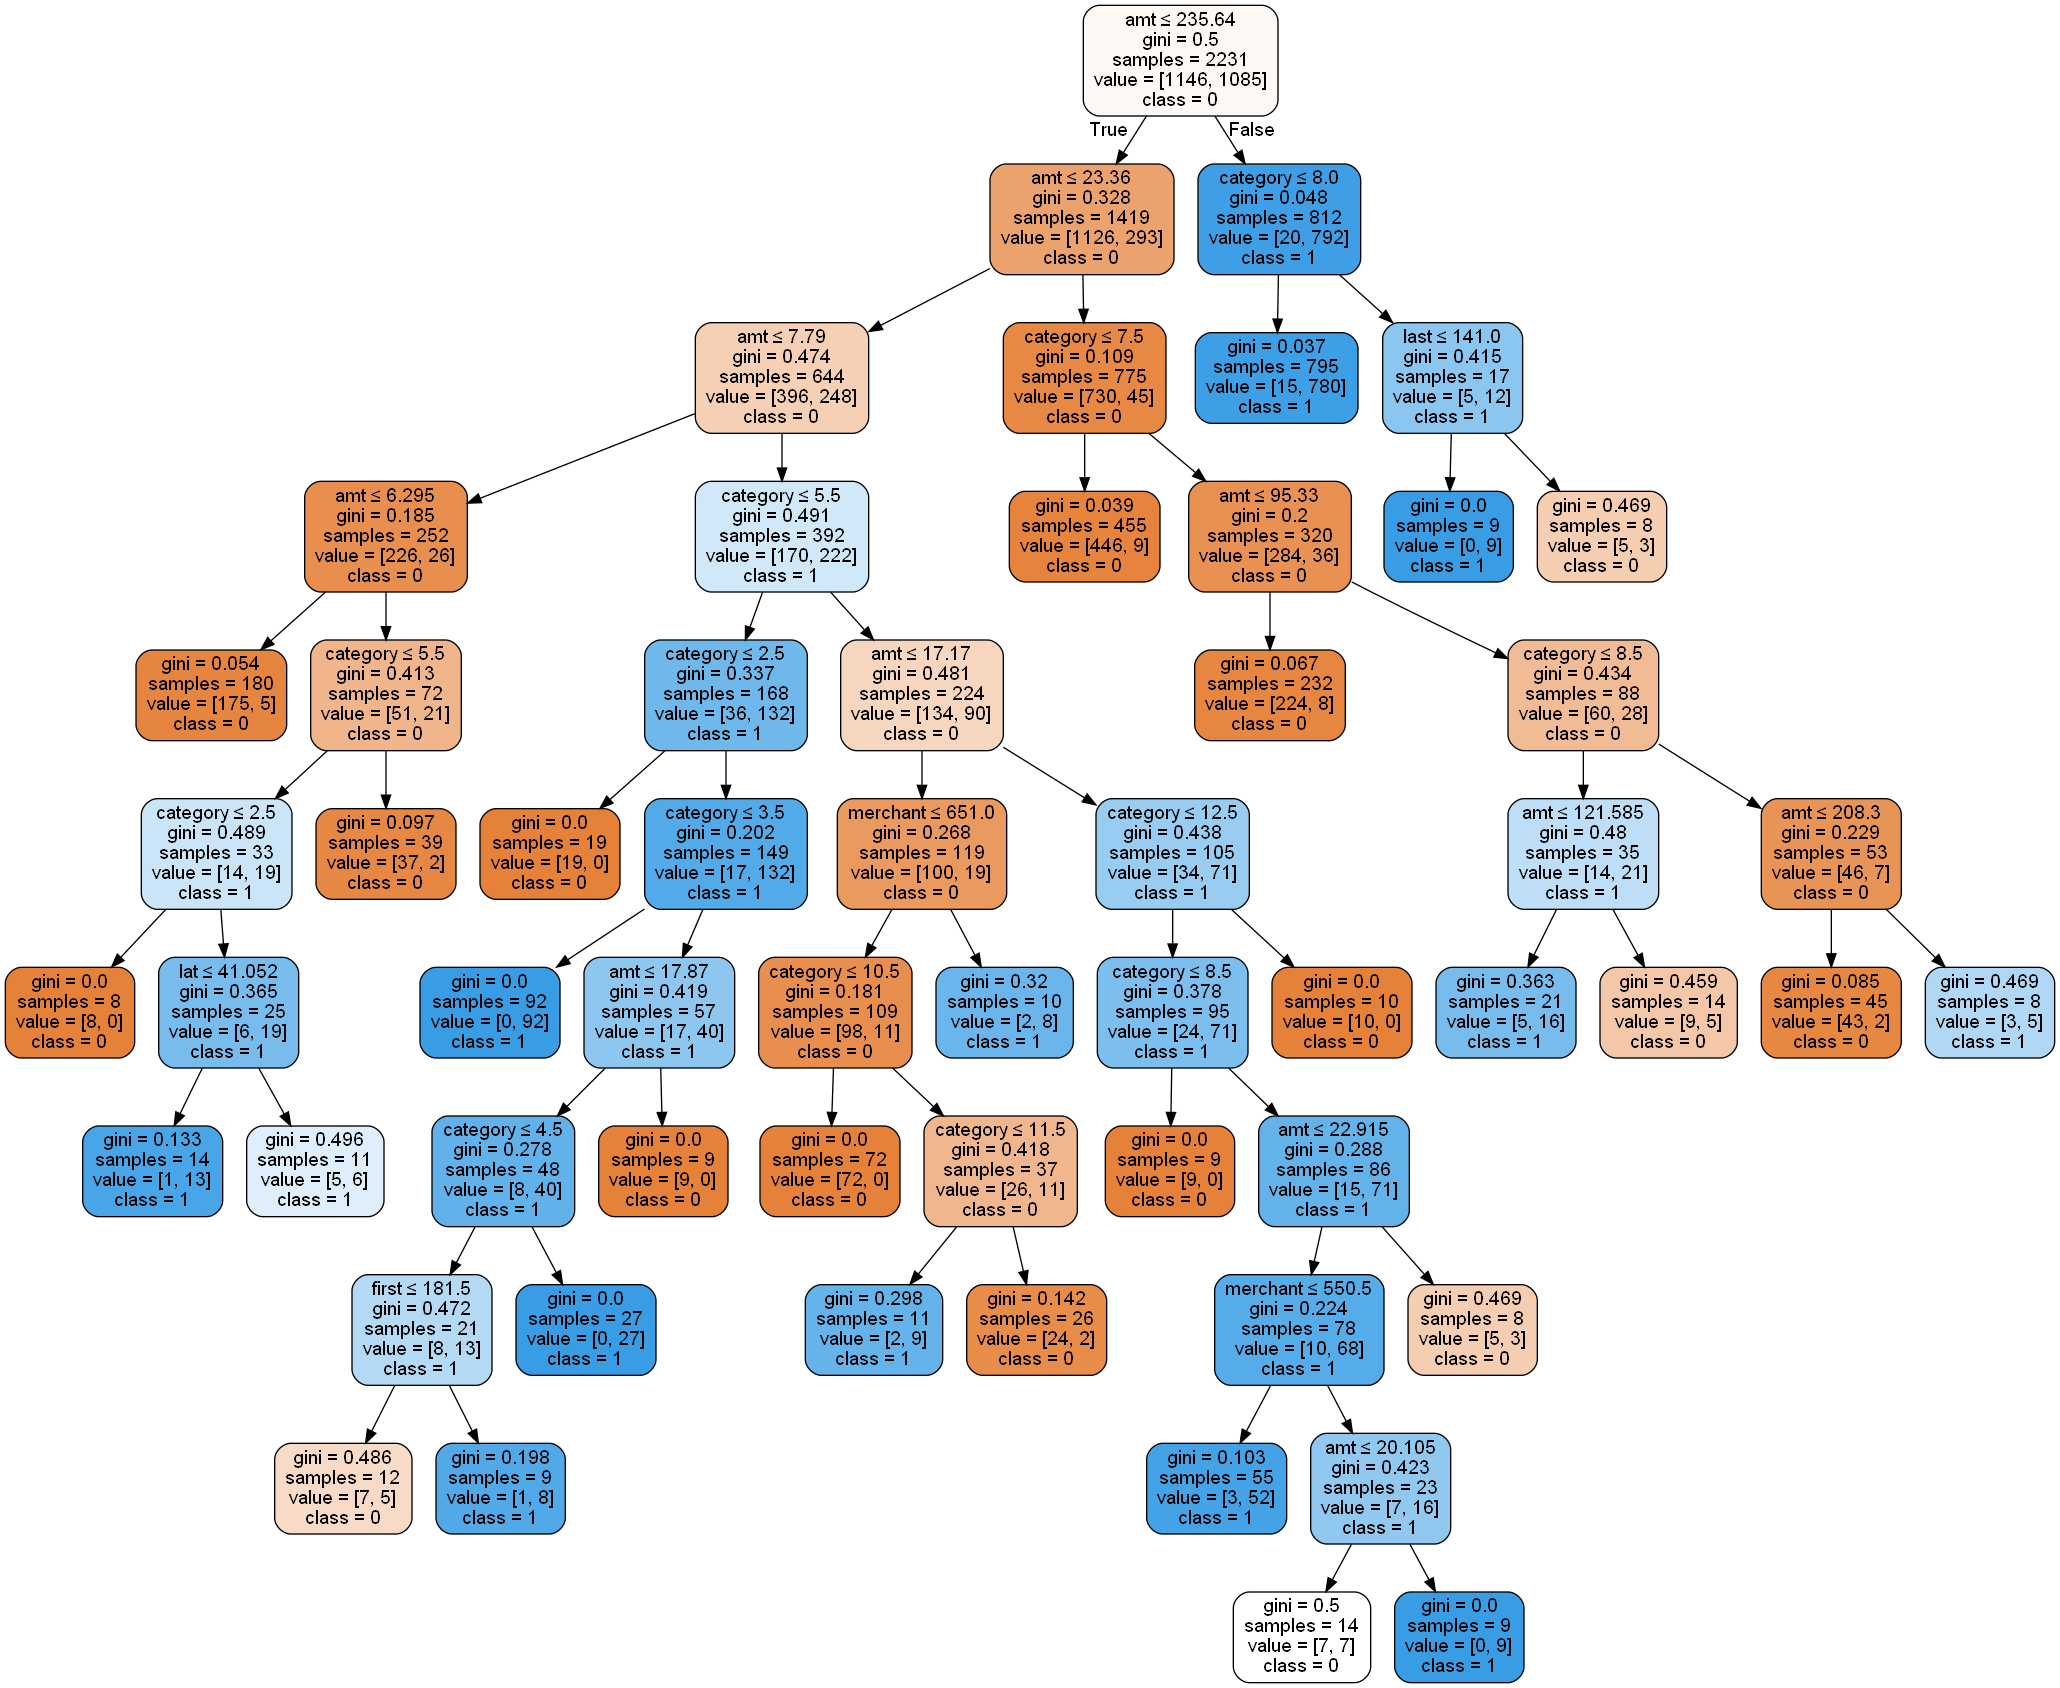 amt ≤ 235.64
gini = 0.5
samples = 2231
value = [1146, 1085]
class = 0
True
False
amt ≤ 23.36
gini = 0.328
samples = 1419
value = [1126, 293]
class = 0
category ≤ 8.0
gini = 0.048
samples = 812
value = [20, 792]
class = 1
amt ≤ 7.79
gini = 0.474
samples = 644
value = [396, 248]
class = 0
category ≤ 7.5
gini = 0.109
samples = 775
value = [730, 45]
class = 0
gini = 0.037
samples = 795
value = [15, 780]
class = 1
last ≤ 141.0
gini = 0.415
samples = 17
value = [5, 12]
class = 1
amt ≤ 6.295
gini = 0.185
samples = 252
value = [226, 26]
class = 0
category ≤ 5.5
gini = 0.491
samples = 392
value = [170, 222]
class = 1
gini = 0.039
samples = 455
value = [446, 9]
class = 0
amt ≤ 95.33
gini = 0.2
samples = 320
value = [284, 36]
class = 0
gini = 0.0
samples = 9
value = [0, 9]
class = 1
gini = 0.469
samples = 8
value = [5, 3]
class = 0
gini = 0.054
samples = 180
value = [175, 5]
class = 0
category ≤ 5.5
gini = 0.413
samples = 72
value = [51, 21]
class = 0
category ≤ 2.5
gini = 0.337
samples = 168
value = [36, 132]
class = 1
amt ≤ 17.17
gini = 0.481
samples = 224
value = [134, 90]
class = 0
gini = 0.067
samples = 232
value = [224, 8]
class = 0
category ≤ 8.5
gini = 0.434
samples = 88
value = [60, 28]
class = 0
category ≤ 2.5
gini = 0.489
samples = 33
value = [14, 19]
class = 1
gini = 0.097
samples = 39
value = [37, 2]
class = 0
gini = 0.0
samples = 19
value = [19, 0]
class = 0
category ≤ 3.5
gini = 0.202
samples = 149
value = [17, 132]
class = 1
merchant ≤ 651.0
gini = 0.268
samples = 119
value = [100, 19]
class = 0
category ≤ 12.5
gini = 0.438
samples = 105
value = [34, 71]
class = 1
amt ≤ 121.585
gini = 0.48
samples = 35
value = [14, 21]
class = 1
amt ≤ 208.3
gini = 0.229
samples = 53
value = [46, 7]
class = 0
gini = 0.0
samples = 8
value = [8, 0]
class = 0
lat ≤ 41.052
gini = 0.365
samples = 25
value = [6, 19]
class = 1
gini = 0.0
samples = 92
value = [0, 92]
class = 1
amt ≤ 17.87
gini = 0.419
samples = 57
value = [17, 40]
class = 1
category ≤ 10.5
gini = 0.181
samples = 109
value = [98, 11]
class = 0
gini = 0.32
samples = 10
value = [2, 8]
class = 1
category ≤ 8.5
gini = 0.378
samples = 95
value = [24, 71]
class = 1
gini = 0.0
samples = 10
value = [10, 0]
class = 0
gini = 0.363
samples = 21
value = [5, 16]
class = 1
gini = 0.459
samples = 14
value = [9, 5]
class = 0
gini = 0.085
samples = 45
value = [43, 2]
class = 0
gini = 0.469
samples = 8
value = [3, 5]
class = 1
gini = 0.133
samples = 14
value = [1, 13]
class = 1
gini = 0.496
samples = 11
value = [5, 6]
class = 1
category ≤ 4.5
gini = 0.278
samples = 48
value = [8, 40]
class = 1
gini = 0.0
samples = 9
value = [9, 0]
class = 0
gini = 0.0
samples = 72
value = [72, 0]
class = 0
category ≤ 11.5
gini = 0.418
samples = 37
value = [26, 11]
class = 0
gini = 0.0
samples = 9
value = [9, 0]
class = 0
amt ≤ 22.915
gini = 0.288
samples = 86
value = [15, 71]
class = 1
first ≤ 181.5
gini = 0.472
samples = 21
value = [8, 13]
class = 1
gini = 0.0
samples = 27
value = [0, 27]
class = 1
gini = 0.298
samples = 11
value = [2, 9]
class = 1
gini = 0.142
samples = 26
value = [24, 2]
class = 0
merchant ≤ 550.5
gini = 0.224
samples = 78
value = [10, 68]
class = 1
gini = 0.469
samples = 8
value = [5, 3]
class = 0
gini = 0.486
samples = 12
value = [7, 5]
class = 0
gini = 0.198
samples = 9
value = [1, 8]
class = 1
gini = 0.103
samples = 55
value = [3, 52]
class = 1
amt ≤ 20.105
gini = 0.423
samples = 23
value = [7, 16]
class = 1
gini = 0.5
samples = 14
value = [7, 7]
class = 0
gini = 0.0
samples = 9
value = [0, 9]
class = 1